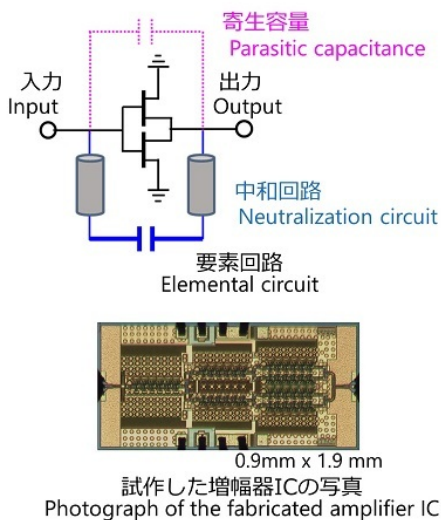 寄生容量
Parasitic capacitance
入力
Input
出力
Output
中和回路
Neutralization circuit
要素回路
Elemental circuit
0.9mm x 1.9 mm
試作した増幅器ICの写真
Photograph of the fabricated amplifier IC